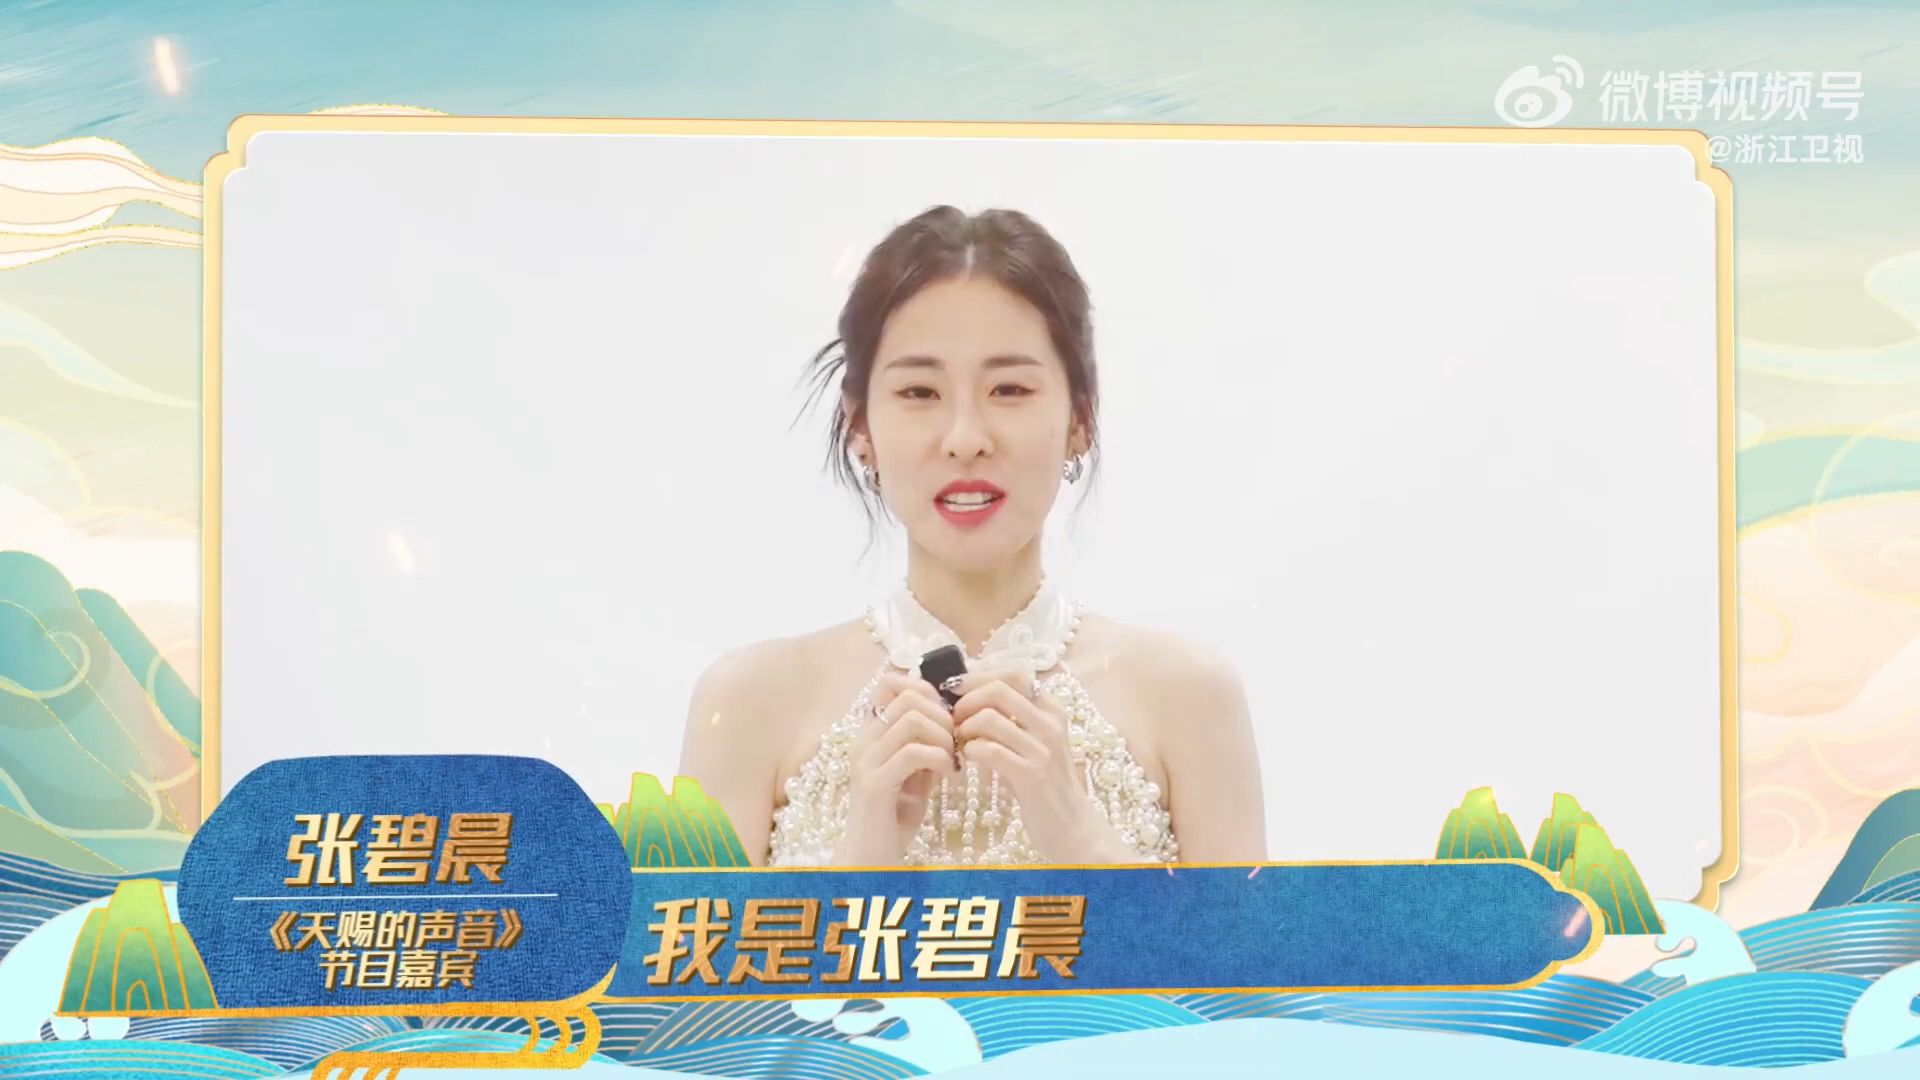 微博视频号
@浙江卫视
张碧晨
《天赐的声音》
节目嘉宾
我是张碧晨